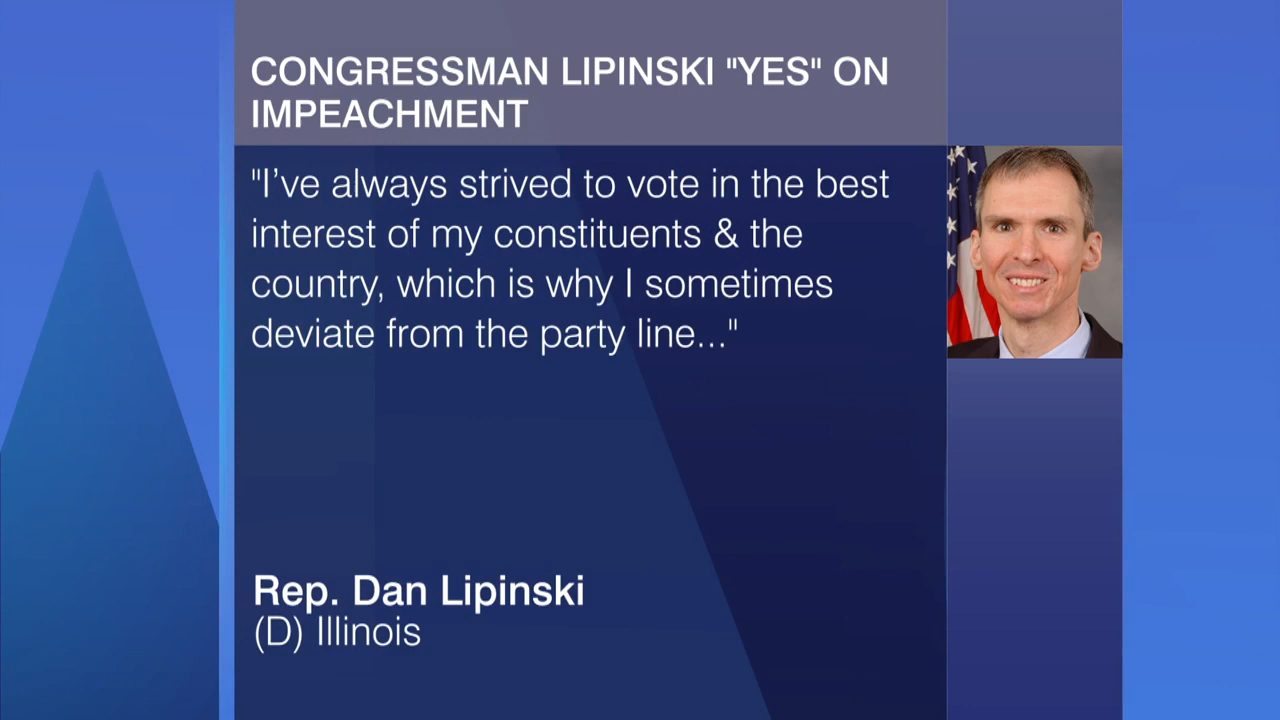 CONGRESSMAN LIPINSKI "YES" ON
IMPEACHMENT
"I’ve always strived to vote in the best
interest of my constituents & the
country, which is why I sometimes
deviate from the party line..."
Rep. Dan Lipinski
(D) Illinois